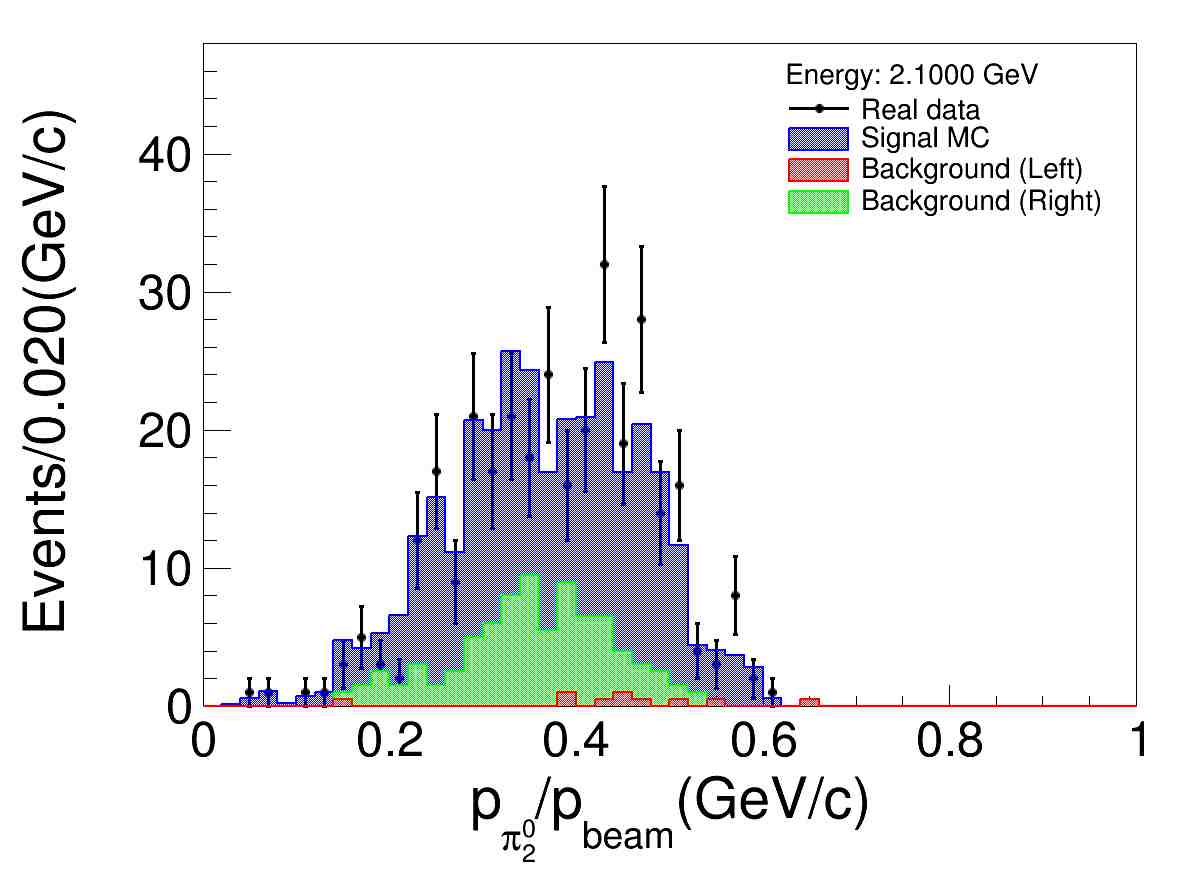 Energy: 2.1000 GeV
Real data
Signal MC
Background (Left)
Background (Right)
Events/0.020(GeV/c)
40
30
20
10
0
0 0.2 0.4 0.6 0.8 1
p_{π^0_2}/p_{beam}(GeV/c)